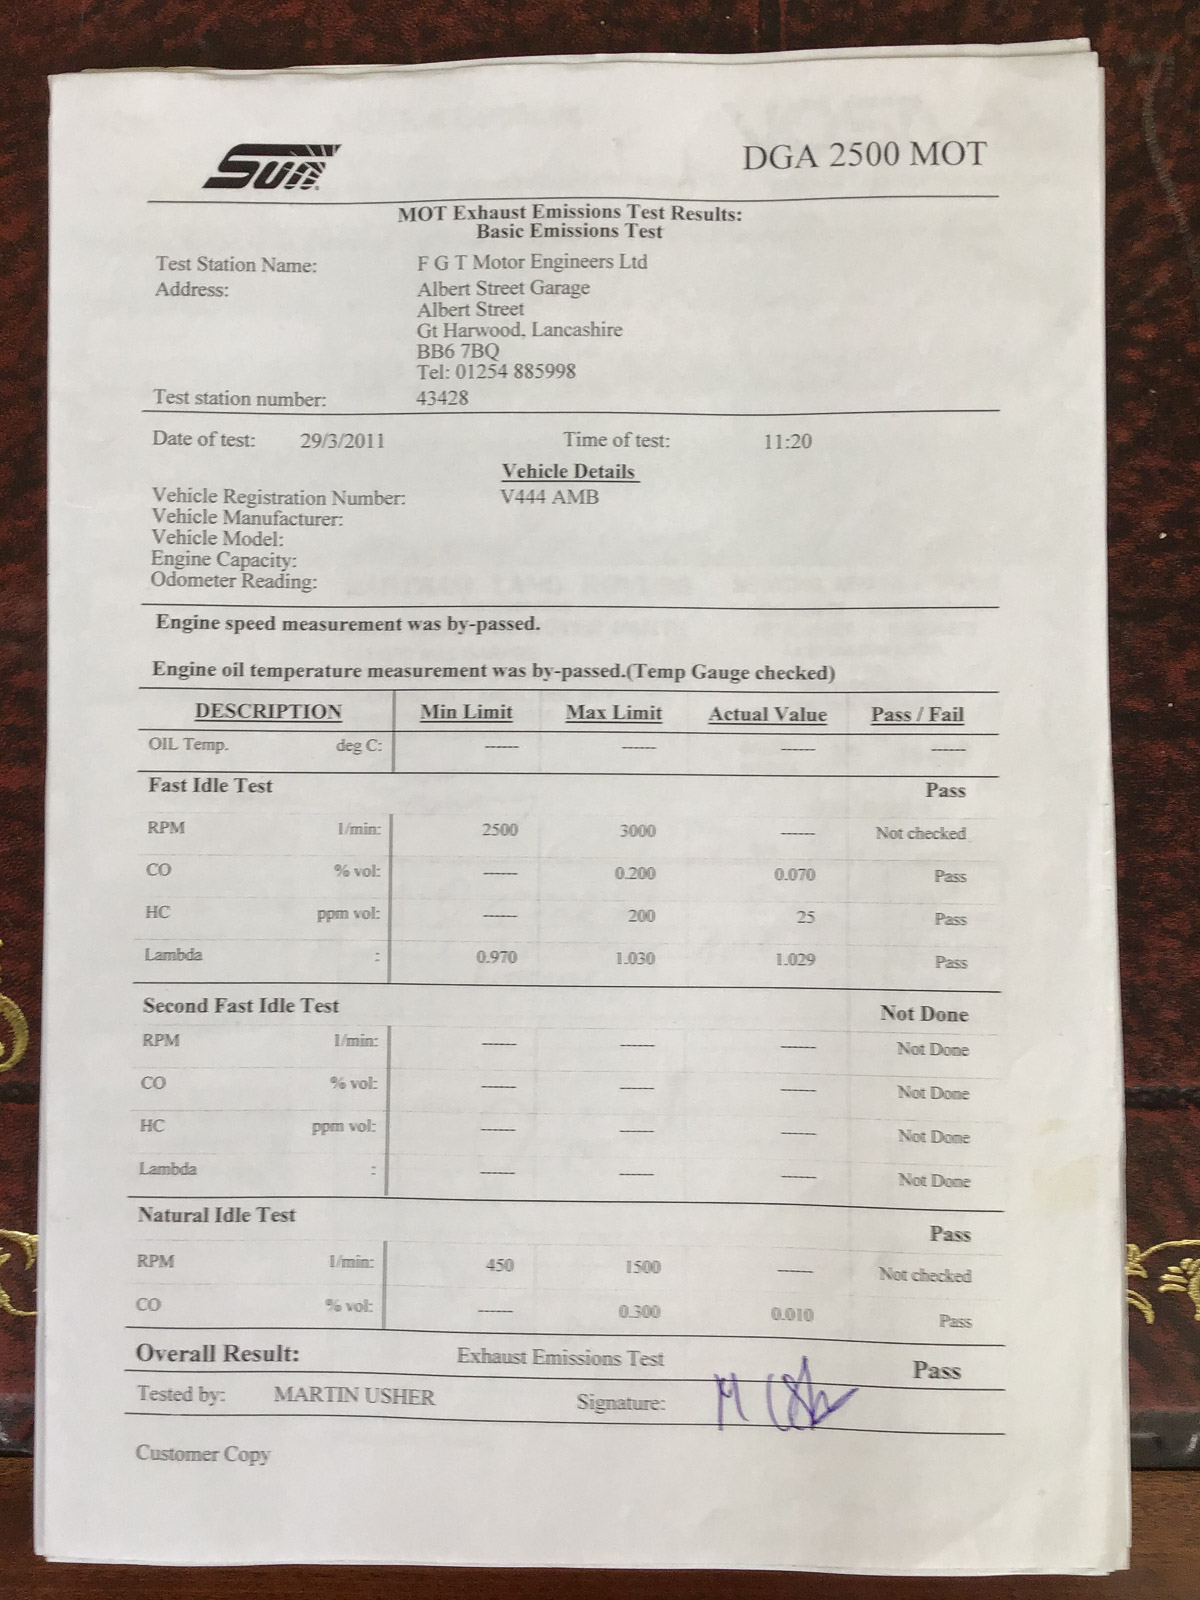 Sun
DGA 2500 MOT
MOT Exhaust Emissions Test Results:
Basic Emissions Test
Test Station Name: F G T Motor Engineers Ltd
Address: Albert Street Garage
Albert Street
Gt Harwood, Lancashire
BB6 7BQ
Tel: 01254 885998
Test station number: 43428
Date of test: 29/3/2011 Time of test: 11:20
Vehicle Details
Vehicle Registration Number: V444 AMB
Vehicle Manufacturer:
Vehicle Model:
Engine Capacity:
Odometer Reading:
Engine speed measurement was by-passed.
Engine oil temperature measurement was by-passed.(Temp Gauge checked)
DESCRIPTION Min Limit Max Limit Actual Value Pass / Fail
OIL Temp. deg C: ------ ------ ------ ------
Fast Idle Test Pass
RPM 1/min: 2500 3000 ------ Not checked
CO % vol: ------ 0.200 0.070 Pass
HC ppm vol: ------ 200 25 Pass
Lambda : 0.970 1.030 1.029 Pass
Second Fast Idle Test Not Done
RPM 1/min: ------ ------ ------ Not Done
CO % vol: ------ ------ ------ Not Done
HC ppm vol: ------ ------ ------ Not Done
Lambda : ------ ------ ------ Not Done
Natural Idle Test Pass
RPM 1/min: 450 1500 ------ Not checked
CO % vol: ------ 0.300 0.010 Pass
Overall Result: Exhaust Emissions Test Pass
Tested by: MARTIN USHER Signature:
Customer Copy